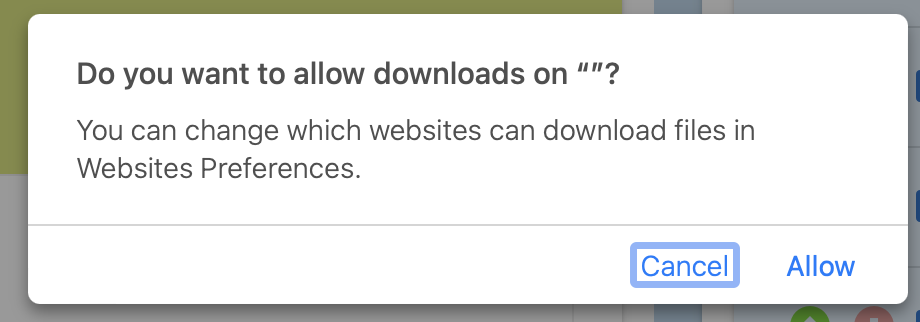 Do you want to allow downloads on “”?
You can change which websites can download files in
Websites Preferences.
Cancel
Allow